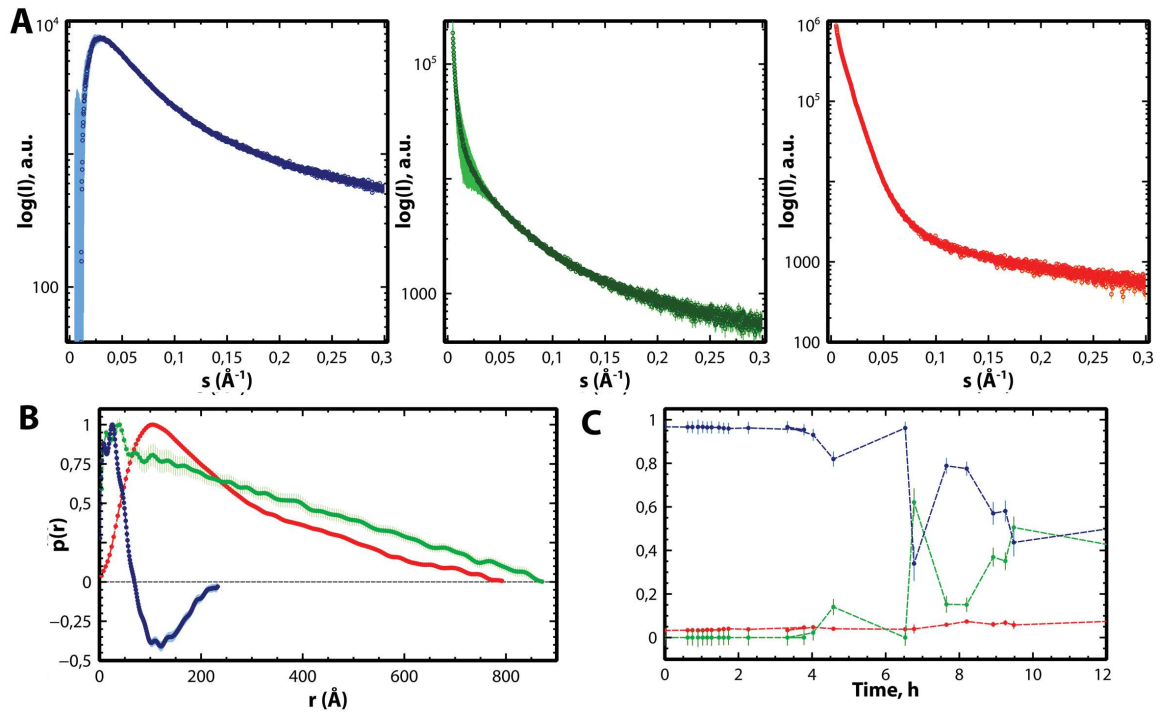 A
10⁴
100
log(I), a.u.
0 0,05 0,1 0,15 0,2 0,25 0,3
s (Å⁻¹)
10⁵
1000
log(I), a.u.
0 0,05 0,1 0,15 0,2 0,25 0,3
s (Å⁻¹)
10⁶
10⁵
10⁴
1000
100
log(I), a.u.
0 0,05 0,1 0,15 0,2 0,25 0,3
s (Å⁻¹)
B
1
0,75
0,5
0
−0,25
−0,5
p(r)
0 200 400 600 800
r (Å)
C
1
0,8
0,6
0,4
0,2
0
0 2 4 6 8 10 12
Time, h